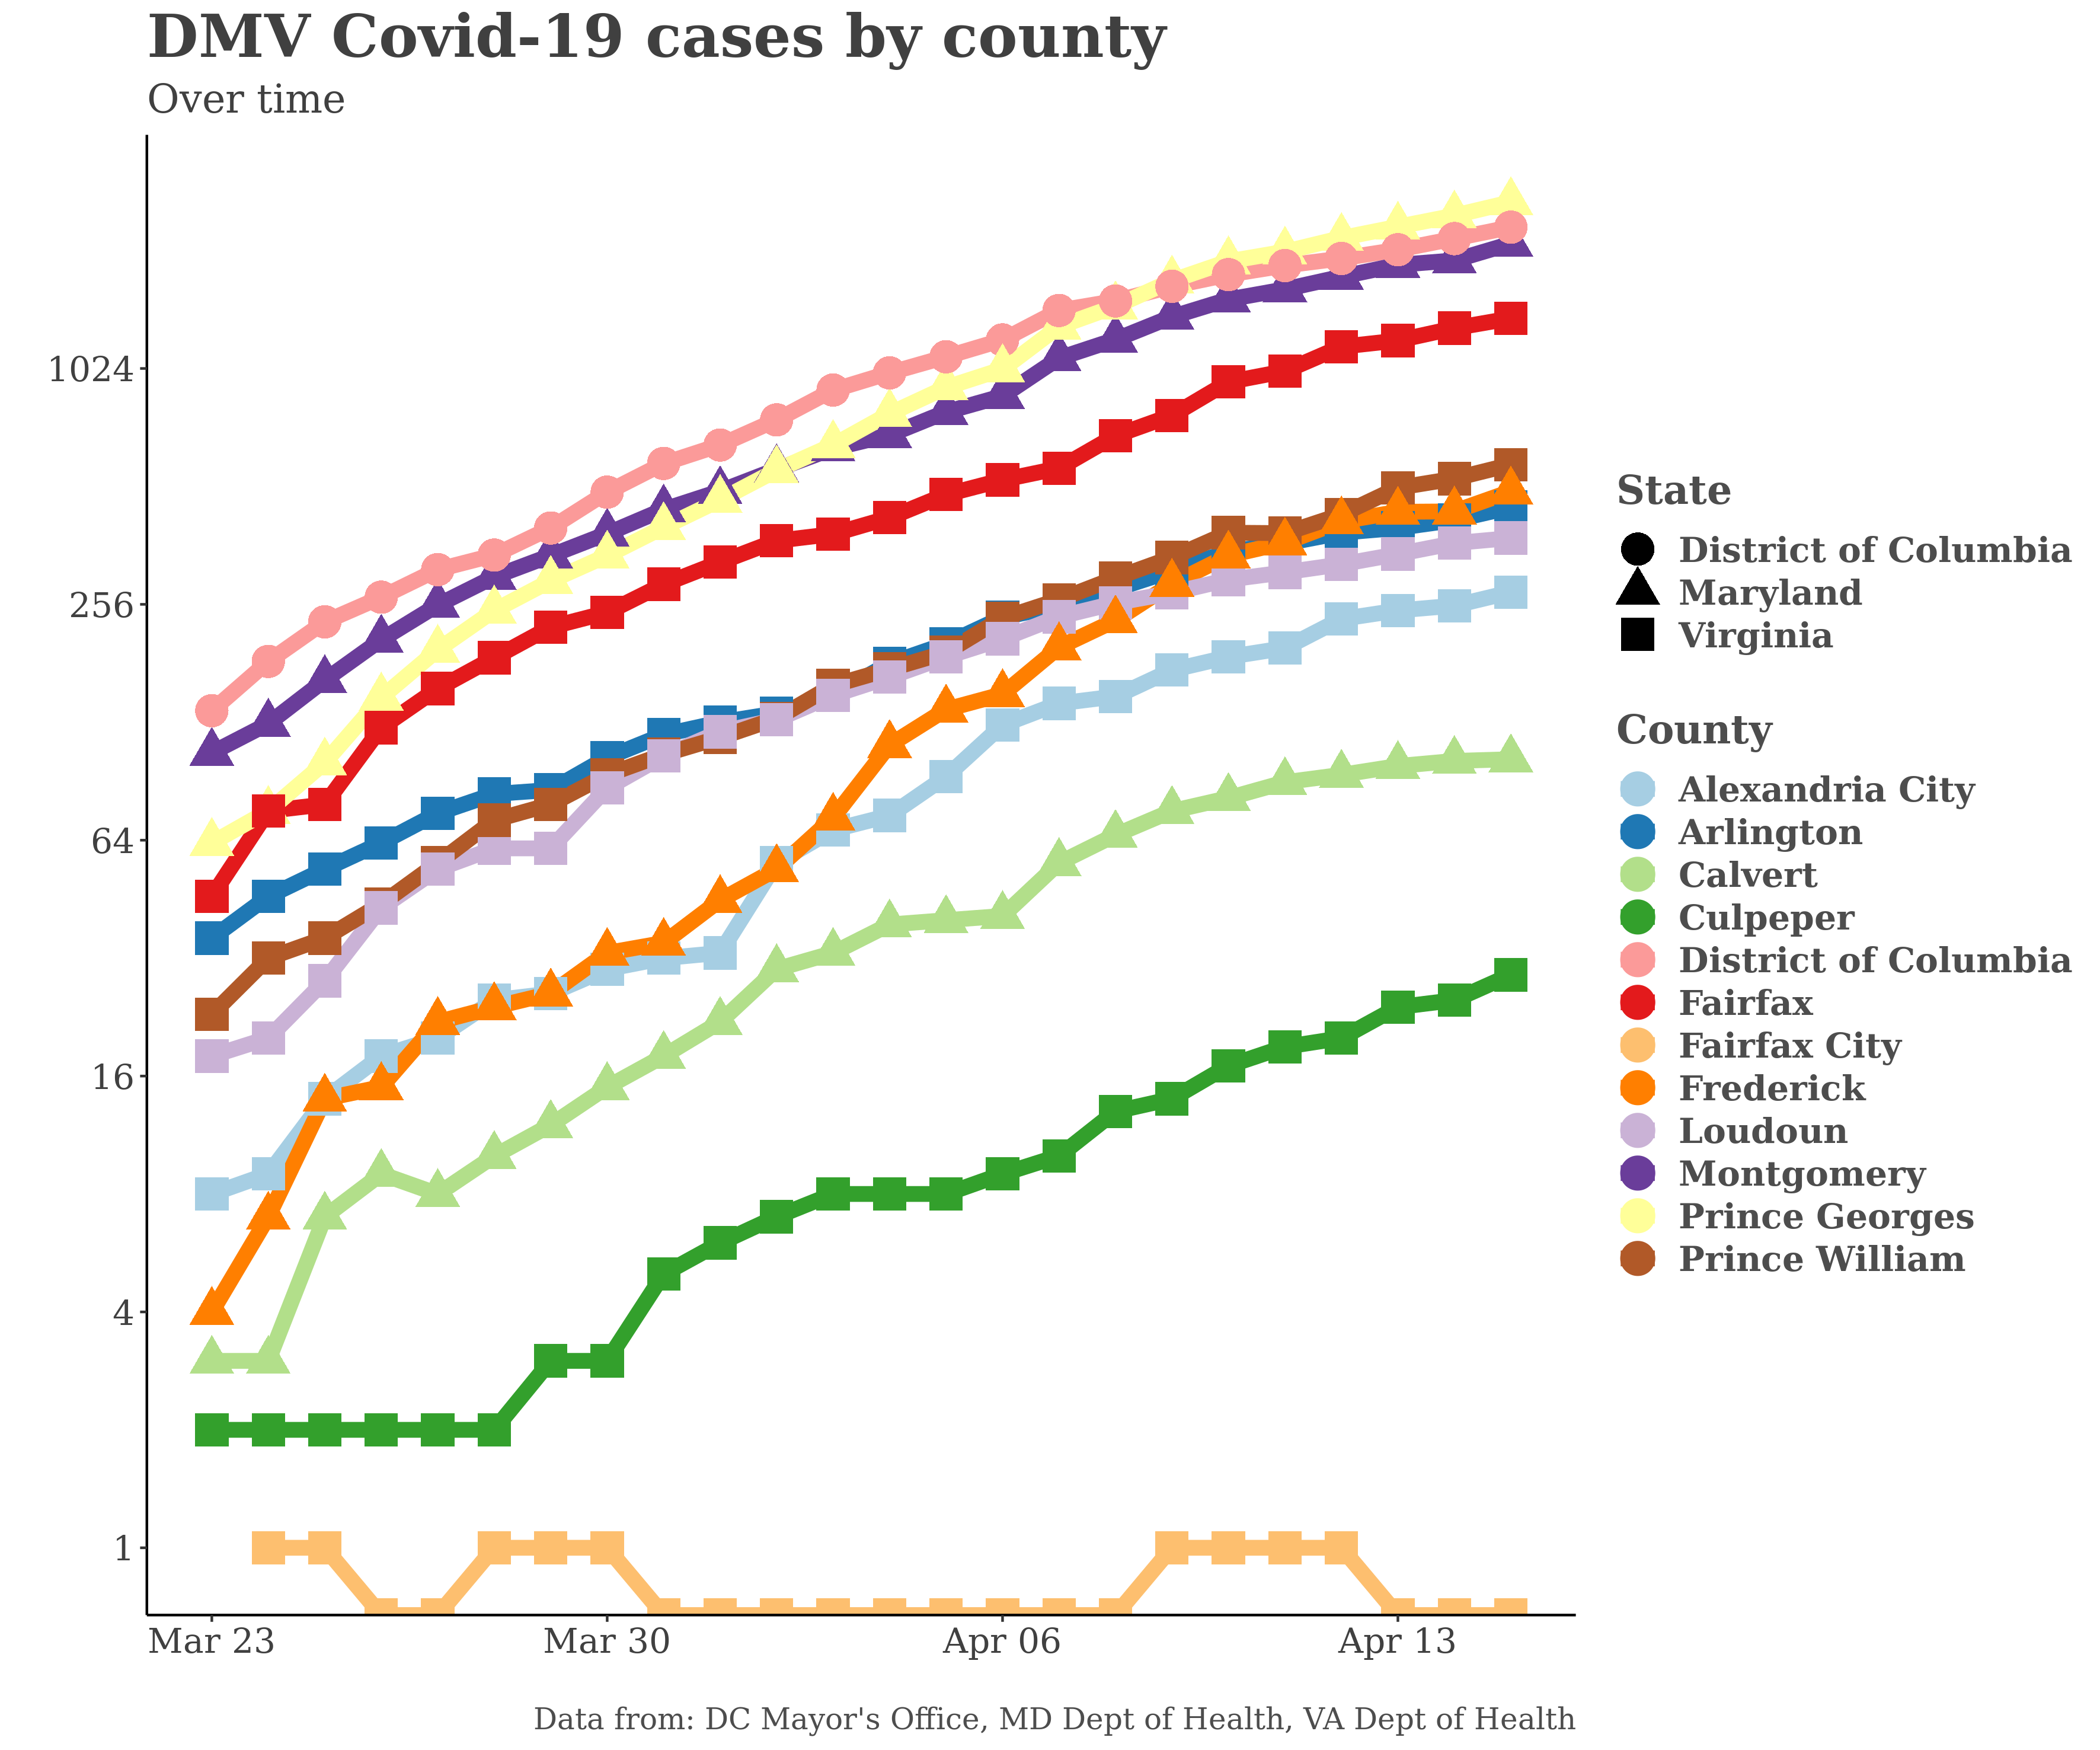 DMV Covid-19 cases by county
Over time
1024
256
64
16
4
1
Mar 23
Mar 30
Apr 06
Apr 13
State
District of Columbia
Maryland
Virginia
County
Alexandria City
Arlington
Calvert
Culpeper
District of Columbia
Fairfax
Fairfax City
Frederick
Loudoun
Montgomery
Prince Georges
Prince William
Data from: DC Mayor's Office, MD Dept of Health, VA Dept of Health